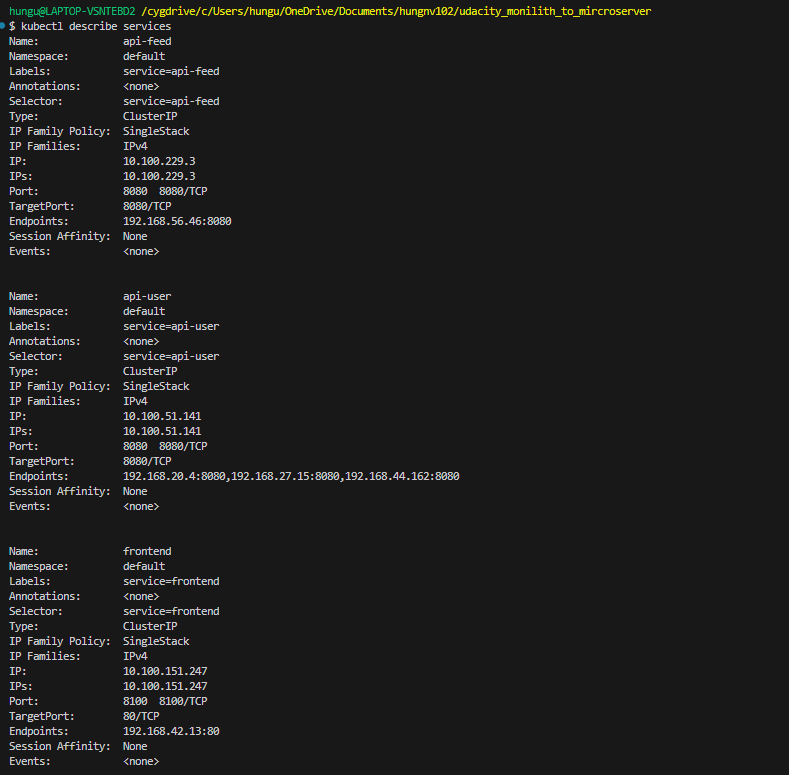 hungu@LAPTOP-VSNTEBD2 /cygdrive/c/Users/hungu/OneDrive/Documents/hungnv102/udacity_monilith_to_mircroserver
$ kubectl describe services
Name:              api-feed
Namespace:         default
Labels:            service=api-feed
Annotations:       <none>
Selector:          service=api-feed
Type:              ClusterIP
IP Family Policy:  SingleStack
IP Families:       IPv4
IP:                10.100.229.3
IPs:               10.100.229.3
Port:              8080  8080/TCP
TargetPort:        8080/TCP
Endpoints:         192.168.56.46:8080
Session Affinity:  None
Events:            <none>
Name:              api-user
Namespace:         default
Labels:            service=api-user
Annotations:       <none>
Selector:          service=api-user
Type:              ClusterIP
IP Family Policy:  SingleStack
IP Families:       IPv4
IP:                10.100.51.141
IPs:               10.100.51.141
Port:              8080  8080/TCP
TargetPort:        8080/TCP
Endpoints:         192.168.20.4:8080,192.168.27.15:8080,192.168.44.162:8080
Session Affinity:  None
Events:            <none>
Name:              frontend
Namespace:         default
Labels:            service=frontend
Annotations:       <none>
Selector:          service=frontend
Type:              ClusterIP
IP Family Policy:  SingleStack
IP Families:       IPv4
IP:                10.100.151.247
IPs:               10.100.151.247
Port:              8100  8100/TCP
TargetPort:        80/TCP
Endpoints:         192.168.42.13:80
Session Affinity:  None
Events:            <none>